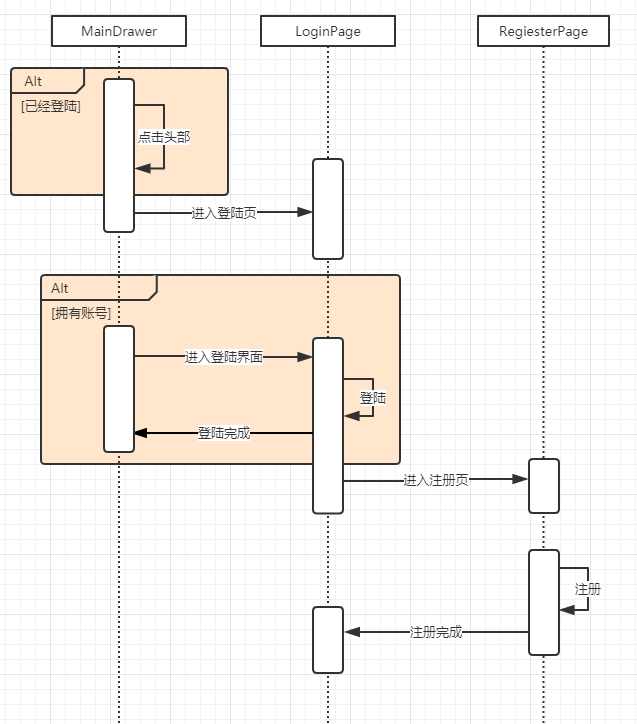 MainDrawer
LoginPage
RegiesterPage
Alt
[已经登陆]
点击头部
进入登陆页
Alt
[拥有账号]
进入登陆界面
登陆
登陆完成
进入注册页
注册
注册完成